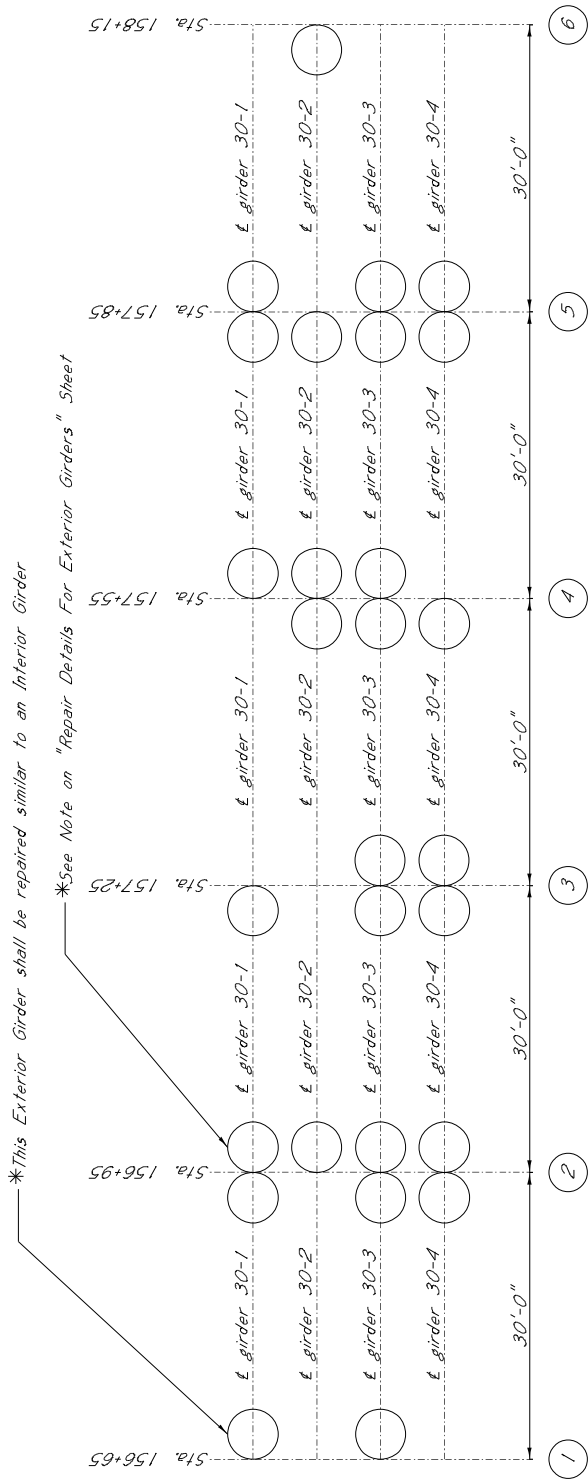 *This Exterior Girder shall be repaired similar to an Interior Girder
*See Note on "Repair Details For Exterior Girders" Sheet
Sta. 156+65
Sta. 156+95
Sta. 157+25
Sta. 157+55
Sta. 157+85
Sta. 158+15
℄ girder 30-1
℄ girder 30-1
℄ girder 30-1
℄ girder 30-1
℄ girder 30-1
℄ girder 30-2
℄ girder 30-2
℄ girder 30-2
℄ girder 30-2
℄ girder 30-2
℄ girder 30-3
℄ girder 30-3
℄ girder 30-3
℄ girder 30-3
℄ girder 30-3
℄ girder 30-4
℄ girder 30-4
℄ girder 30-4
℄ girder 30-4
℄ girder 30-4
30'-0"
30'-0"
30'-0"
30'-0"
30'-0"
1
2
3
4
5
6